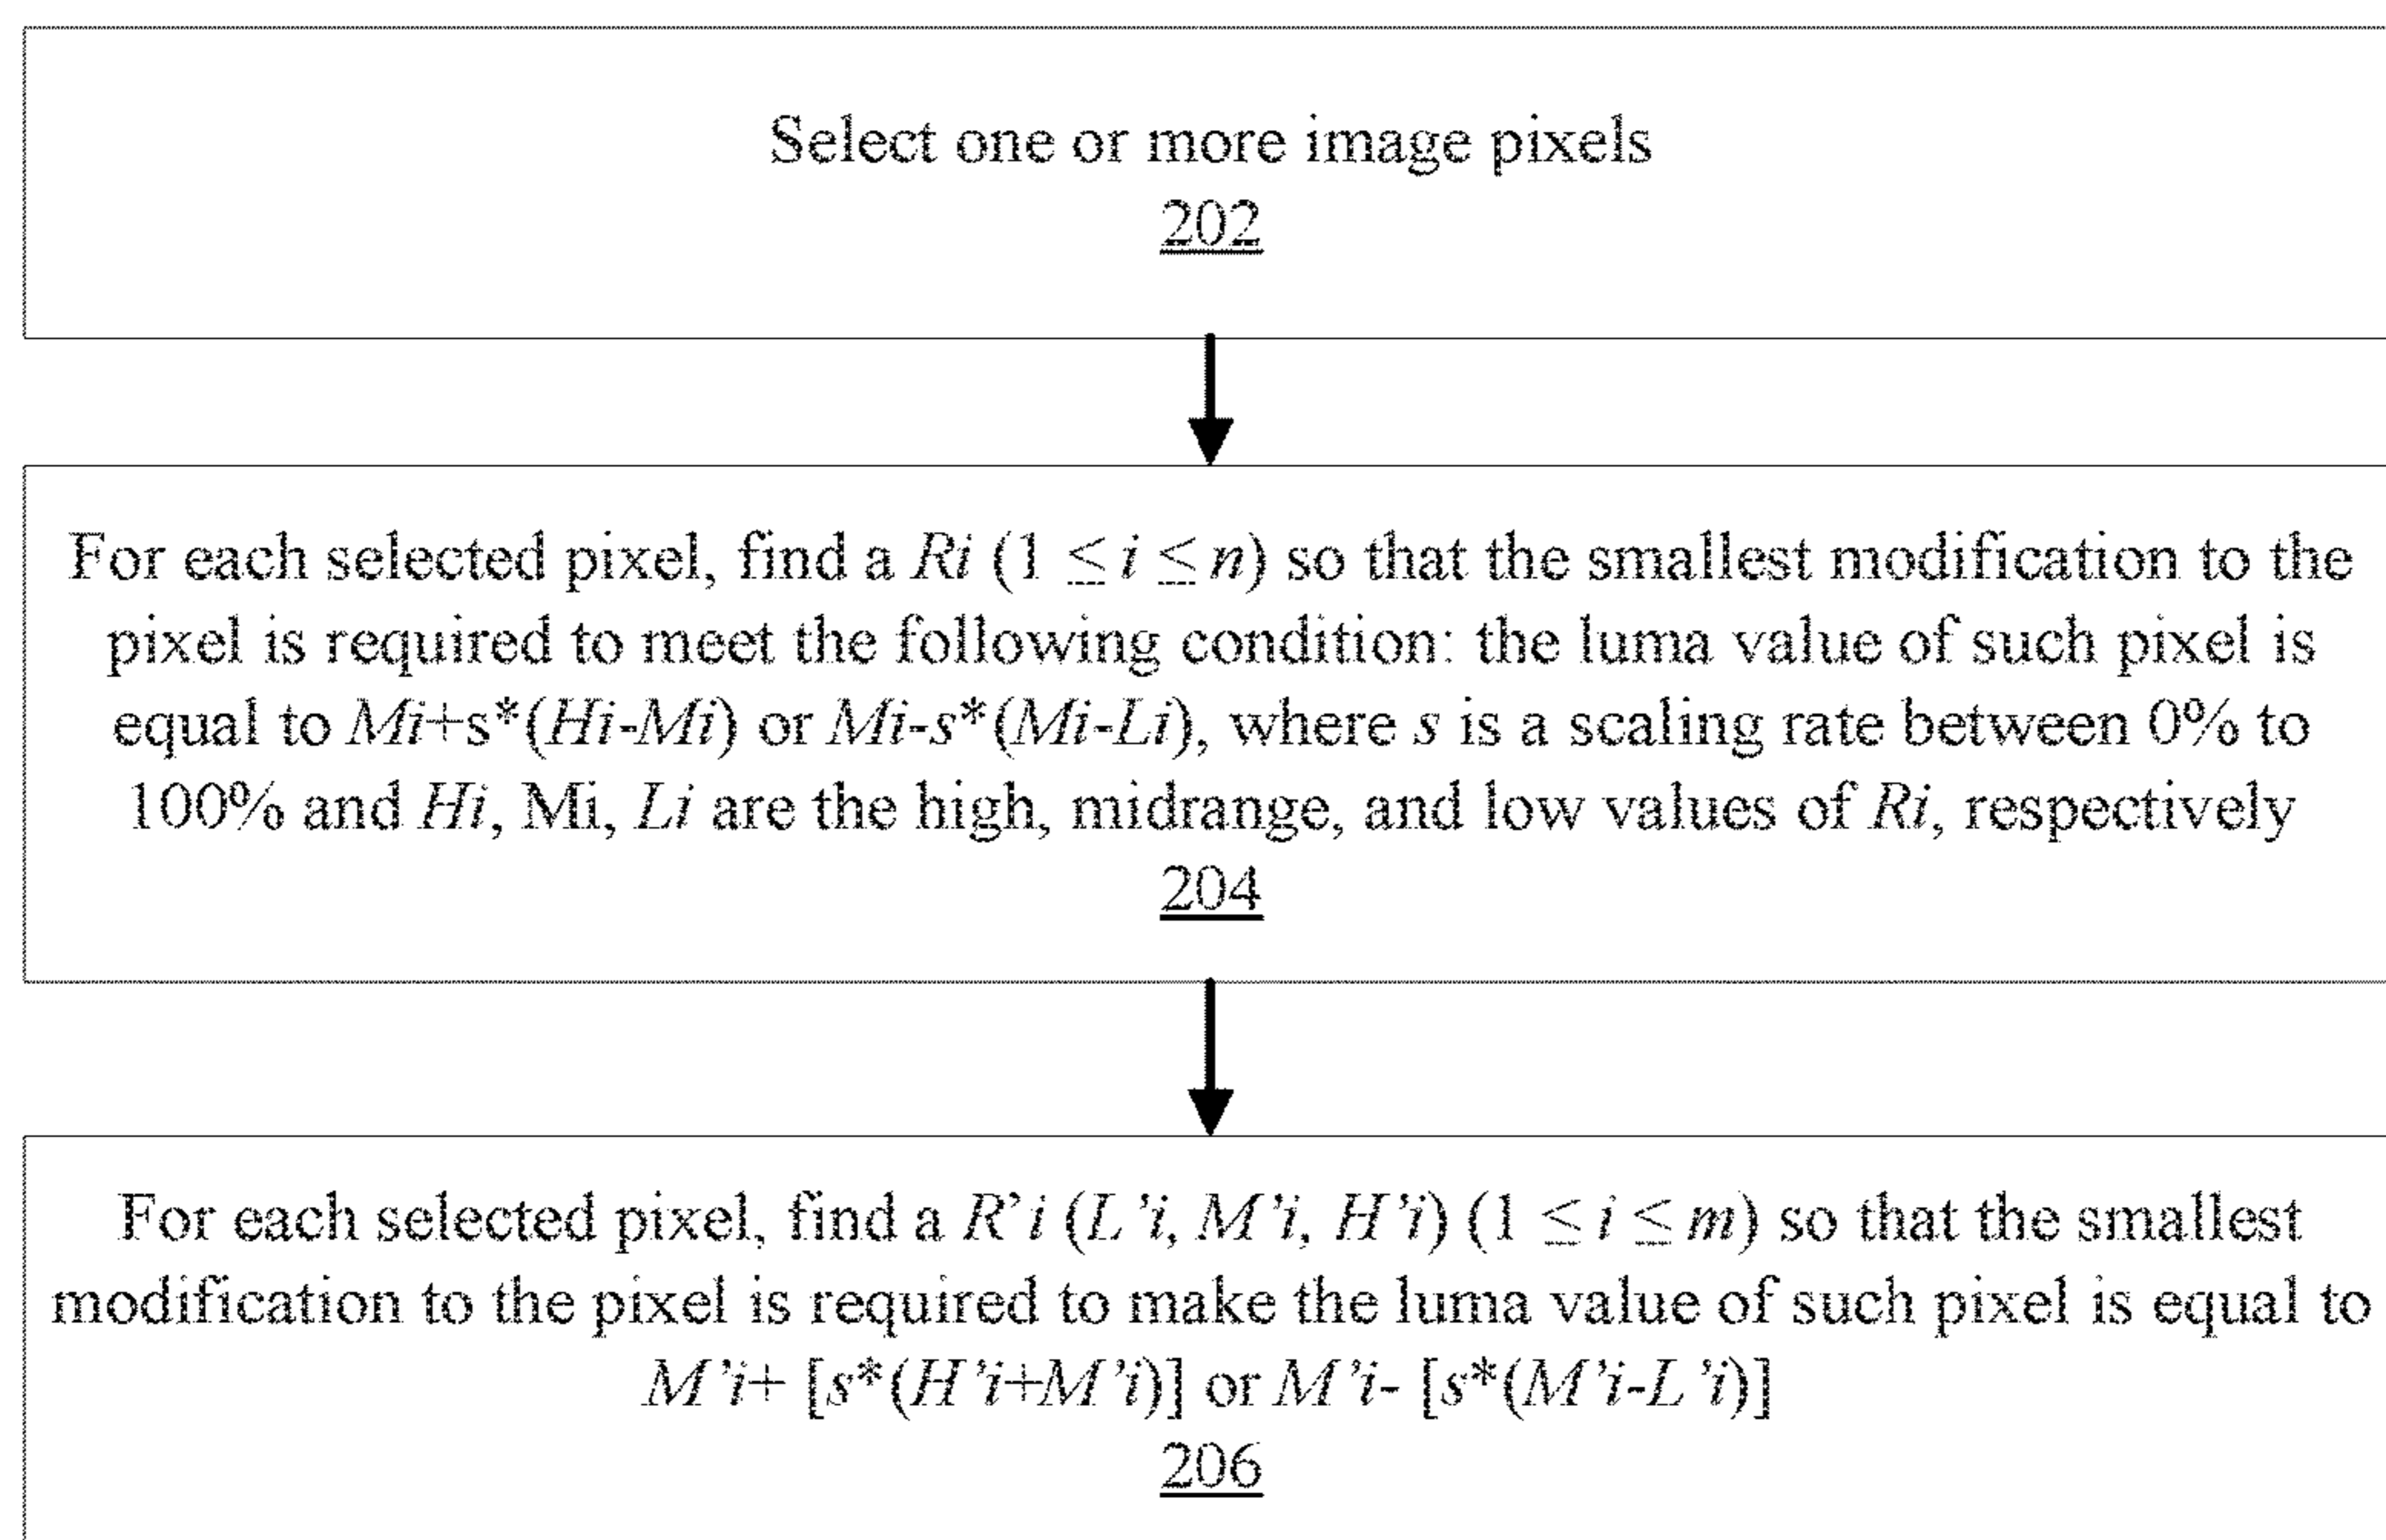 Select one or more image pixels
202
For each selected pixel, find a Ri (1 ≤ i ≤ n) so that the smallest modification to the
pixel is required to meet the following condition: the luma value of such pixel is
equal to Mi+s*(Hi-Mi) or Mi-s*(Mi-Li), where s is a scaling rate between 0% to
100% and Hi, Mi, Li are the high, midrange, and low values of Ri, respectively
204
For each selected pixel, find a R’i (L’i, M’i, H’i) (1 ≤ i ≤ m) so that the smallest
modification to the pixel is required to make the luma value of such pixel is equal to
M’i+ [s*(H’i+M’i)] or M’i- [s*(M’i-L’i)]
206